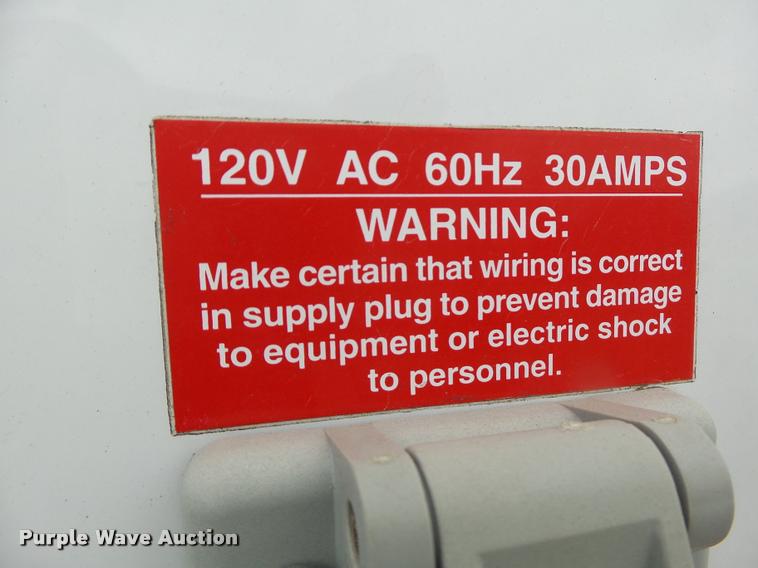 120V AC 60Hz 30AMPS
WARNING:
Make certain that wiring is correct
in supply plug to prevent damage
to equipment or electric shock
to personnel.
Purple Wave Auction